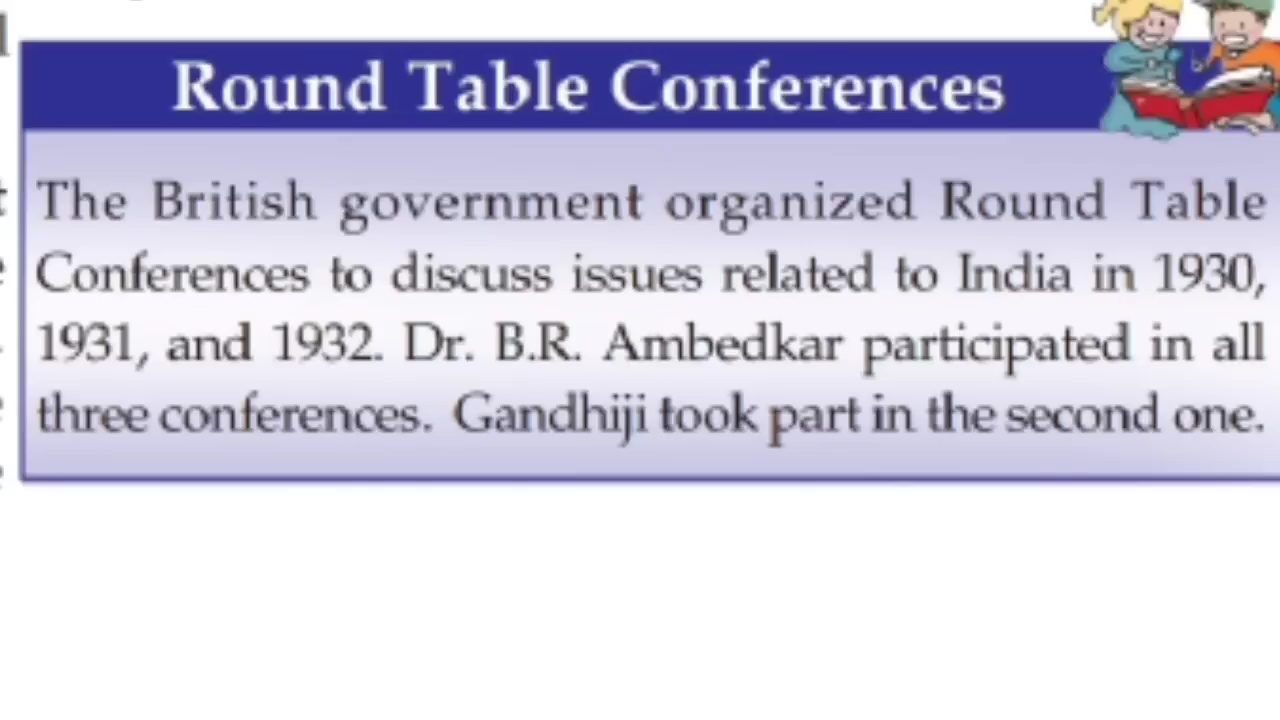 Round Table Conferences
The British government organized Round Table
Conferences to discuss issues related to India in 1930,
1931, and 1932. Dr. B.R. Ambedkar participated in all
three conferences. Gandhiji took part in the second one.